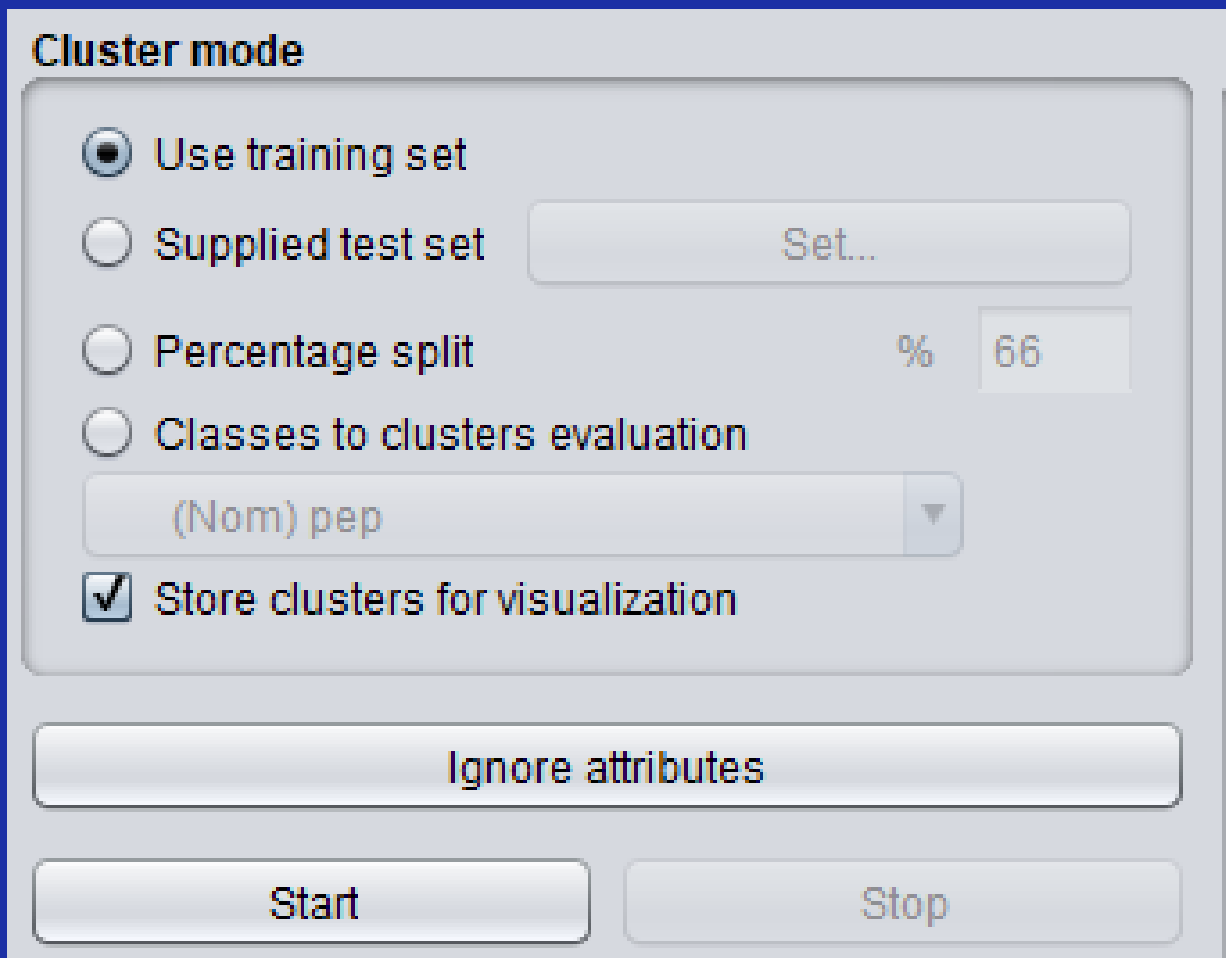 Cluster mode
Use training set
Supplied test set Set...
Percentage split % 66
Classes to clusters evaluation
(Nom) pep
Store clusters for visualization
Ignore attributes
Start Stop